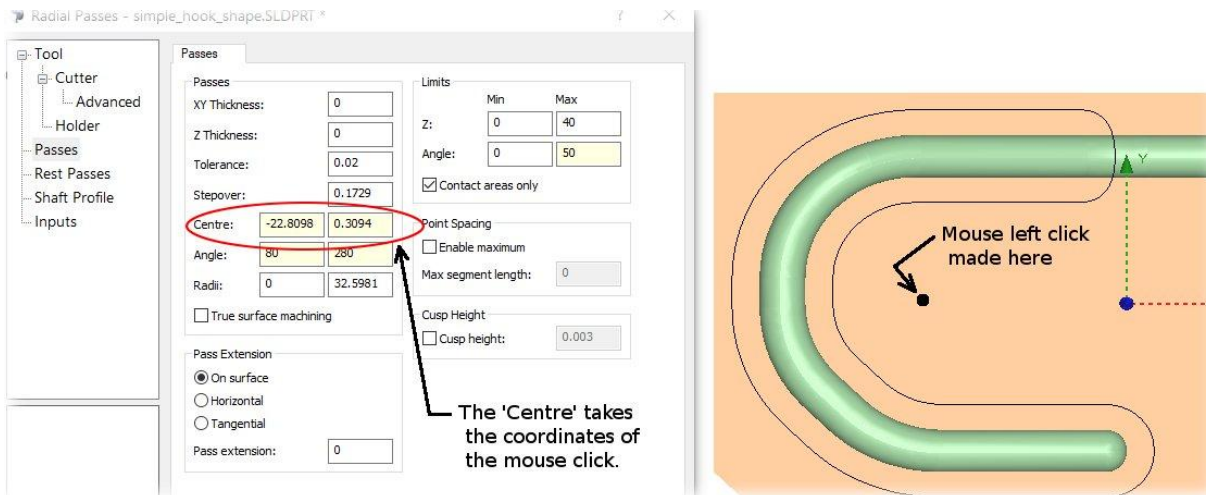 Radial Passes - simple_hook_shape.SLDPRT *
?
Tool
Cutter
Advanced
Holder
Passes
Rest Passes
Shaft Profile
Inputs
Passes
Passes
XY Thickness: 0
Z Thickness: 0
Tolerance: 0.02
Stepover: 0.1729
Centre: -22.8098 0.3094
Angle: 80 280
Radii: 0 32.5981
True surface machining
Pass Extension
On surface
Horizontal
Tangential
Pass extension: 0
Limits
Min Max
Z: 0 40
Angle: 0 50
Contact areas only
Point Spacing
Enable maximum
Max segment length: 0
Cusp Height
Cusp height: 0.003
The 'Centre' takes
the coordinates of
the mouse click.
Y
Mouse left click
made here